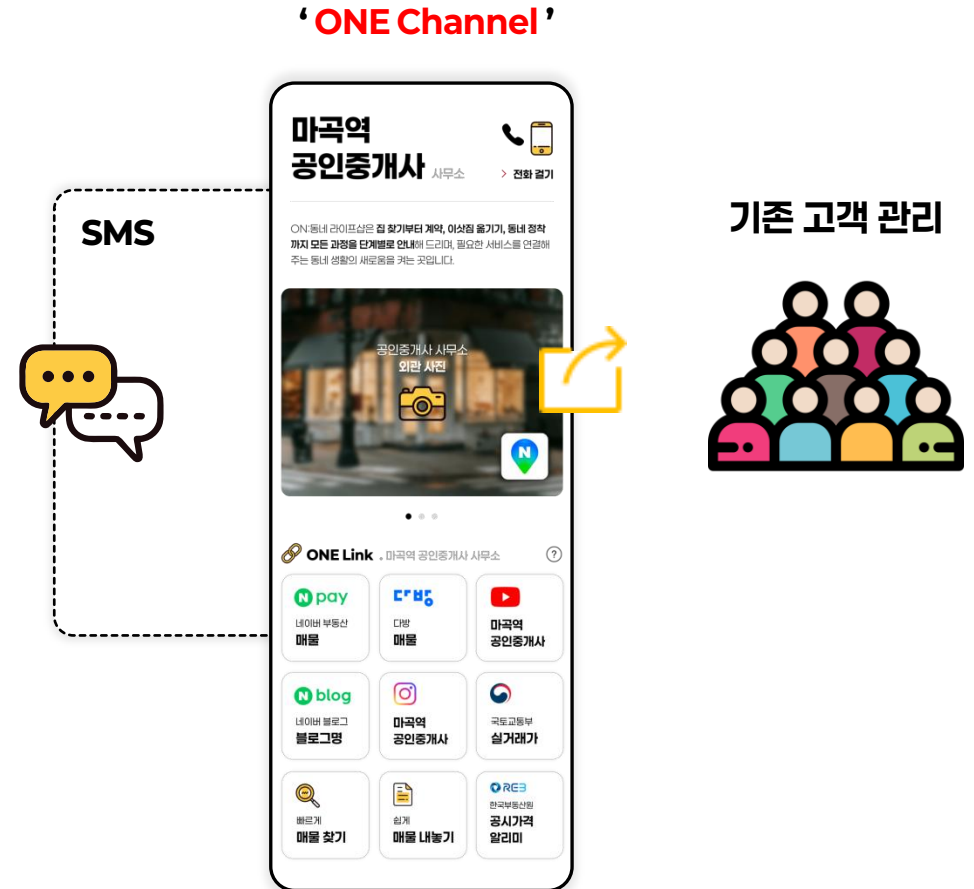 ‘ ONE Channel ’
SMS
마곡역
공인중개사 사무소
> 전화 걸기
ON:동네 라이프샵은 집 찾기부터 계약, 이삿짐 옮기기, 동네 정착
까지 모든 과정을 단계별로 안내해 드리며, 필요한 서비스를 연결해
주는 동네 생활의 새로움을 켜는 곳입니다.
공인중개사 사무소
외관 사진
N
ONE Link . 마곡역 공인중개사 사무소 ?
N pay
네이버 부동산
매물
다방
다방
매물
마곡역
공인중개사
N blog
네이버 블로그
블로그명
마곡역
공인중개사
국토교통부
실거래가
빠르게
매물 찾기
쉽게
매물 내놓기
REB
한국부동산원
공시가격
알리미
기존 고객 관리